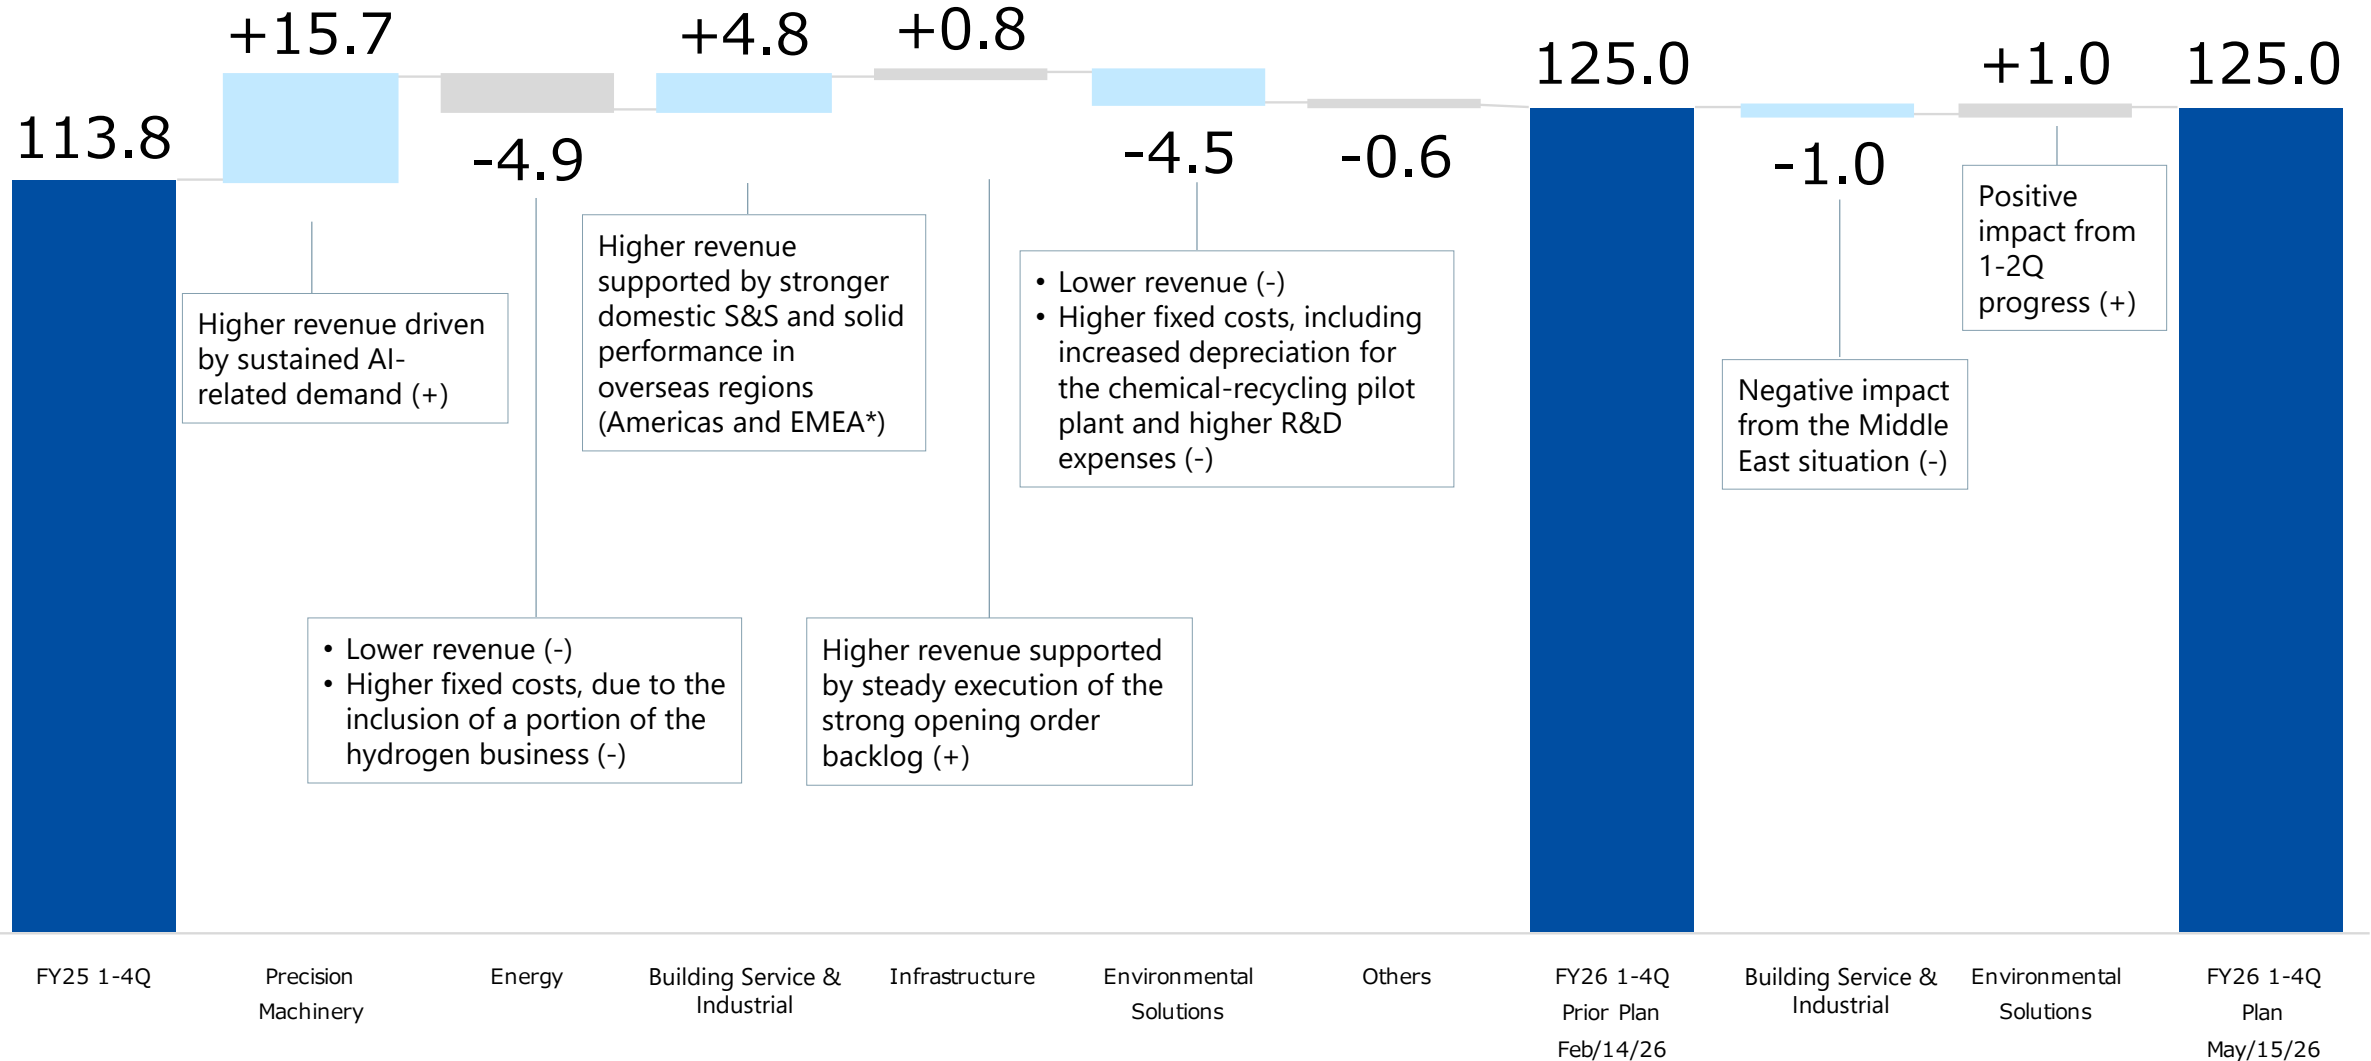 +15.7
+4.8
+0.8
125.0
+1.0
125.0
113.8
-4.9
-4.5
-0.6
-1.0
Higher revenue driven
by sustained AI-
related demand (+)
Higher revenue
supported by stronger
domestic S&S and solid
performance in
overseas regions
(Americas and EMEA*)
• Lower revenue (-)
• Higher fixed costs, including
increased depreciation for
the chemical-recycling pilot
plant and higher R&D
expenses (-)
Positive
impact from
1-2Q
progress (+)
Negative impact
from the Middle
East situation (-)
• Lower revenue (-)
• Higher fixed costs, due to the
inclusion of a portion of the
hydrogen business (-)
Higher revenue supported
by steady execution of the
strong opening order
backlog (+)
FY25 1-4Q
Precision
Machinery
Energy
Building Service &
Industrial
Infrastructure
Environmental
Solutions
Others
FY26 1-4Q
Prior Plan
Feb/14/26
Building Service &
Industrial
Environmental
Solutions
FY26 1-4Q
Plan
May/15/26